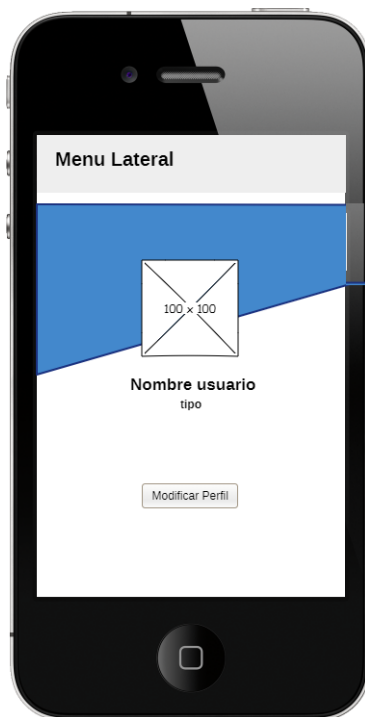 Menu Lateral
100 x 100
Nombre usuario
tipo
Modificar Perfil